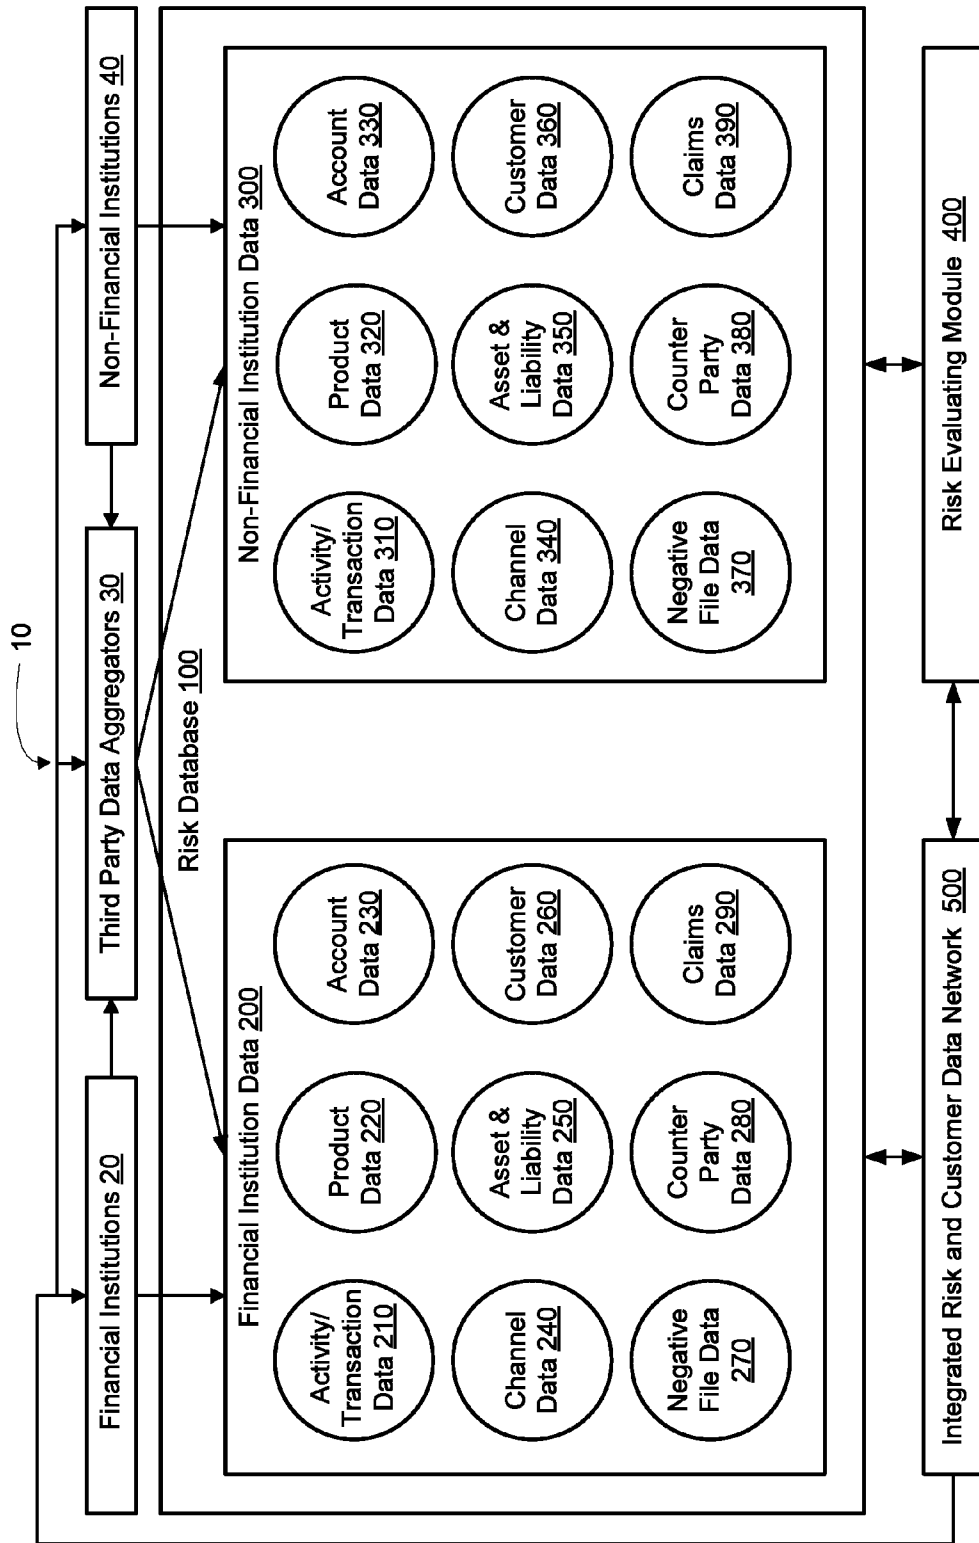 10
Financial Institutions 20
Third Party Data Aggregators 30
Non-Financial Institutions 40
Risk Database 100
Financial Institution Data 200
Activity/
Transaction
Data 210
Product
Data 220
Account
Data 230
Channel
Data 240
Asset &
Liability
Data 250
Customer
Data 260
Negative
File Data
270
Counter
Party
Data 280
Claims
Data 290
Non-Financial Institution Data 300
Activity/
Transaction
Data 310
Product
Data 320
Account
Data 330
Channel
Data 340
Asset &
Liability
Data 350
Customer
Data 360
Negative
File Data
370
Counter
Party
Data 380
Claims
Data 390
Integrated Risk and Customer Data Network 500
Risk Evaluating Module 400